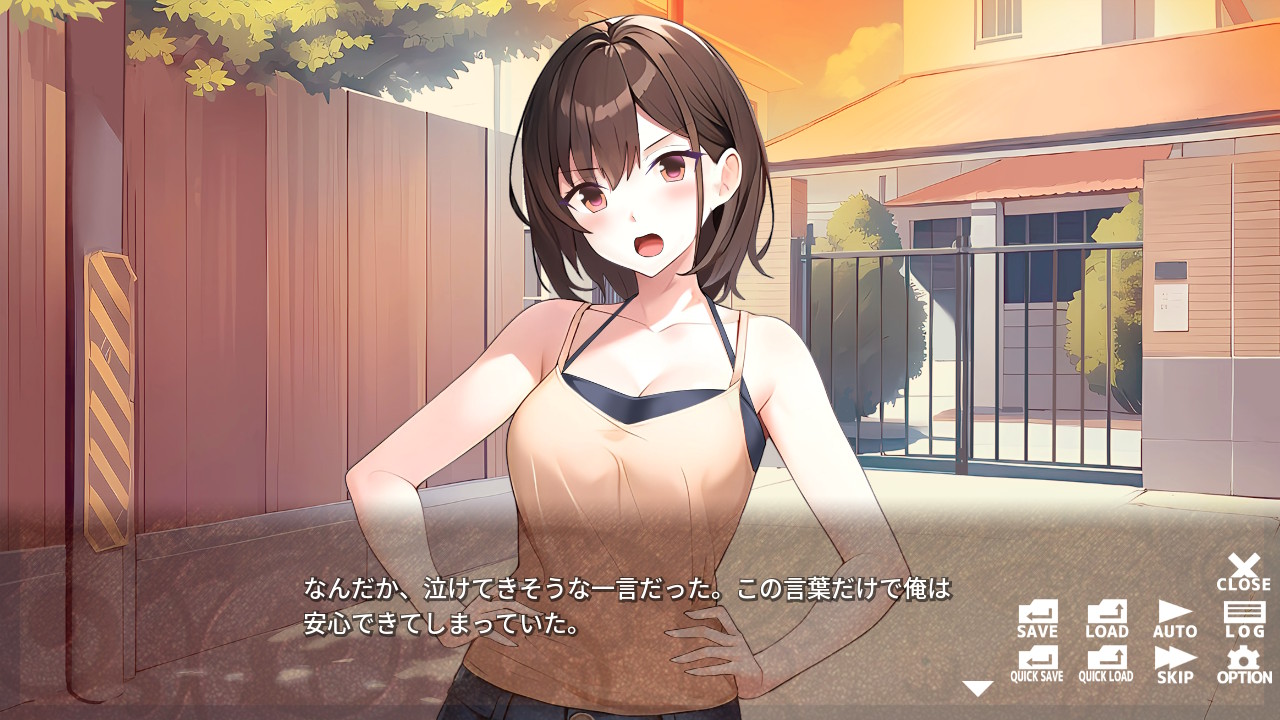 なんだか、泣けてきそうな一言だった。この言葉だけで俺は
安心できてしまっていた。
CLOSE
SAVE
LOAD
AUTO
LOG
QUICK SAVE
QUICK LOAD
SKIP
OPTION